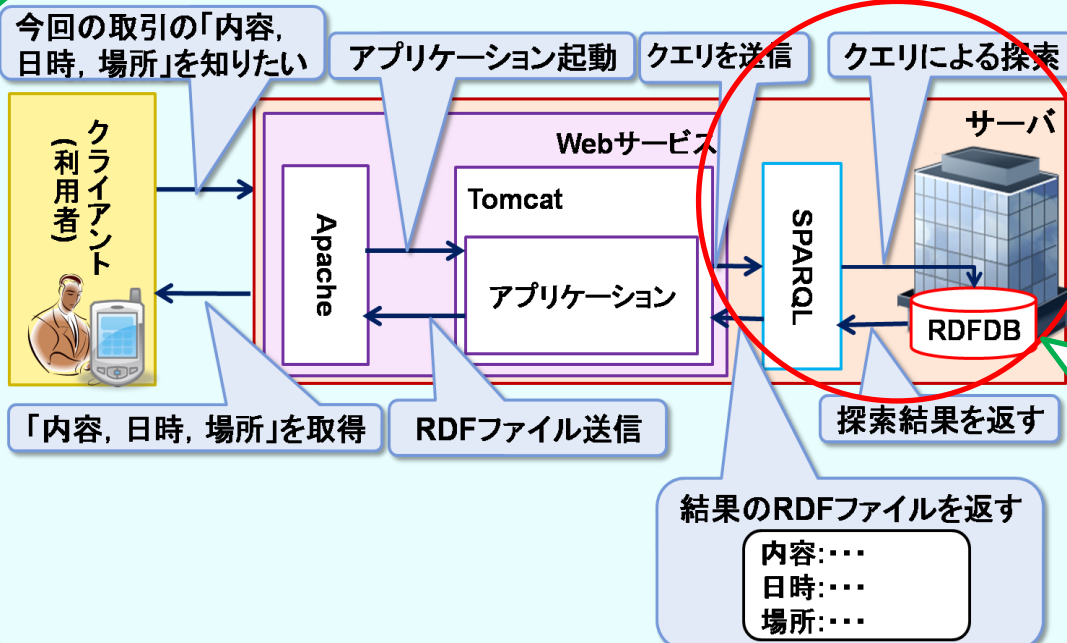 今回の取引の「内容,
日時, 場所」を知りたい
アプリケーション起動
クエリを送信
クエリによる探索
サーバ
Webサービス
クライアント
(利用者)
Apache
Tomcat
アプリケーション
SPARQL
RDFDB
「内容, 日時, 場所」を取得
RDFファイル送信
探索結果を返す
結果のRDFファイルを返す
内容:・・・
日時:・・・
場所:・・・